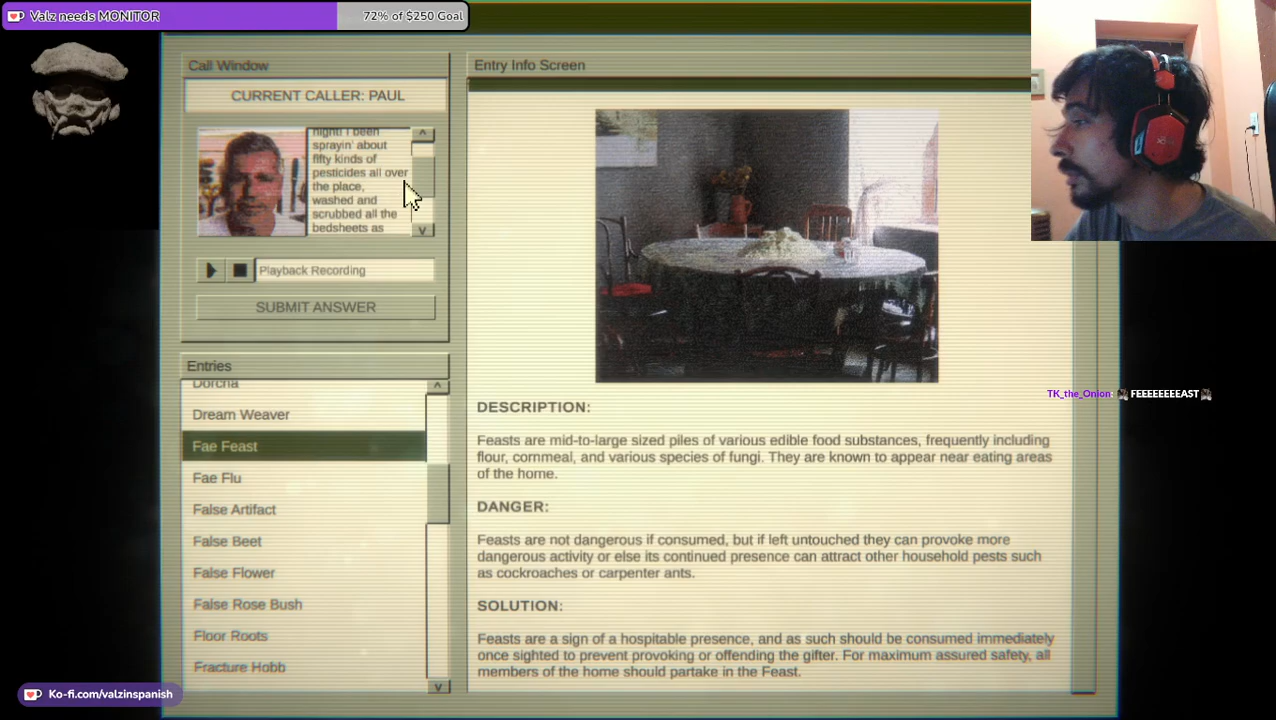 Valz needs MONITOR
72% of $250 Goal
Call Window
CURRENT CALLER: PAUL
night! I been
sprayin' about
fifty kinds of
pesticides all over
the place,
washed and
scrubbed all the
bedsheets as
Playback Recording
SUBMIT ANSWER
Entries
Dorcha
Dream Weaver
Fae Feast
Fae Flu
False Artifact
False Beet
False Flower
False Rose Bush
Floor Roots
Fracture Hobb
Ko-fi.com/valzinspanish
Entry Info Screen
DESCRIPTION:
Feasts are mid-to-large sized piles of various edible food substances, frequently including
flour, cornmeal, and various species of fungi. They are known to appear near eating areas
of the home.
DANGER:
Feasts are not dangerous if consumed, but if left untouched they can provoke more
dangerous activity or else its continued presence can attract other household pests such
as cockroaches or carpenter ants.
SOLUTION:
Feasts are a sign of a hospitable presence, and as such should be consumed immediately
once sighted to prevent provoking or offending the gifter. For maximum assured safety, all
members of the home should partake in the Feast.
TK_the_Onion: FEEEEEEEEAST